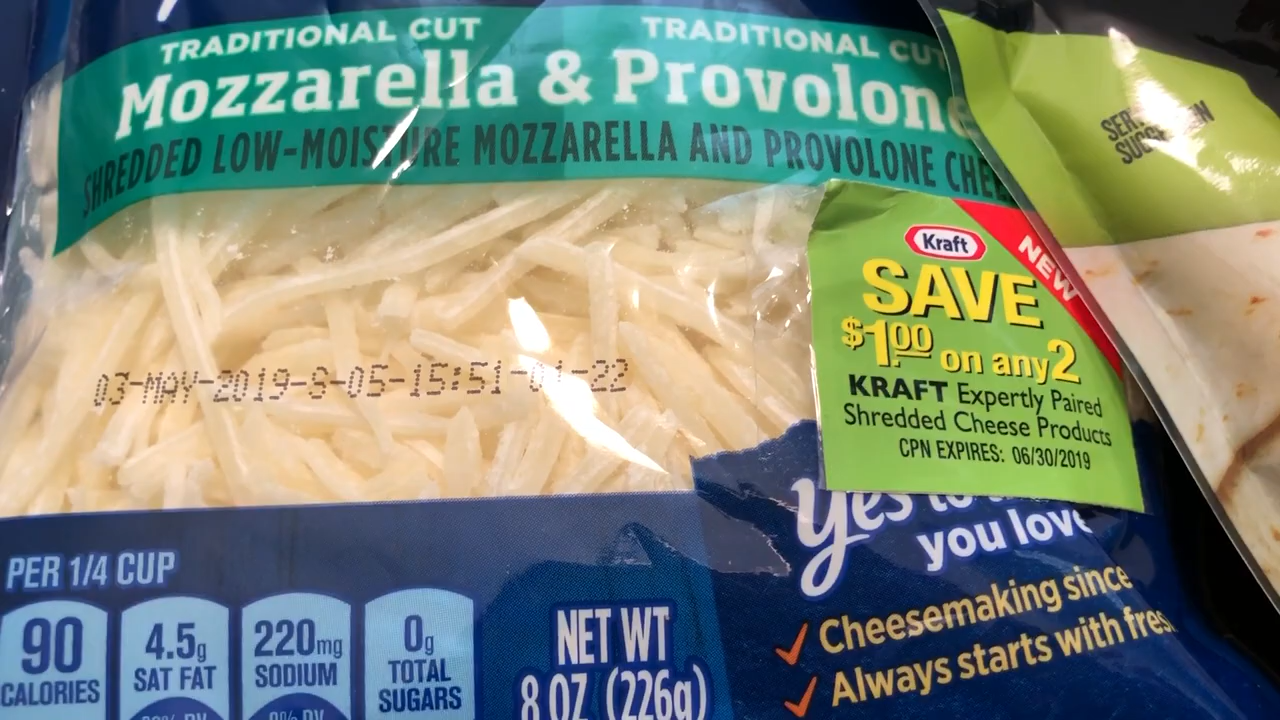 TRADITIONAL CUT TRADITIONAL CUT
Mozzarella & Provolone
SHREDDED LOW-MOISTURE MOZZARELLA AND PROVOLONE CHEE
Kraft
NEW
SAVE
$1.00 on any 2
KRAFT Expertly Paired
Shredded Cheese Products
CPN EXPIRES: 06/30/2019
03-MAY-2019-8-05-15:51- -22
Yes to
you love
Cheesemaking since
Always starts with fres
PER 1/4 CUP
90
CALORIES
4.5g
SAT FAT
220mg
SODIUM
0g
TOTAL
SUGARS
NET WT
8 OZ (226g)